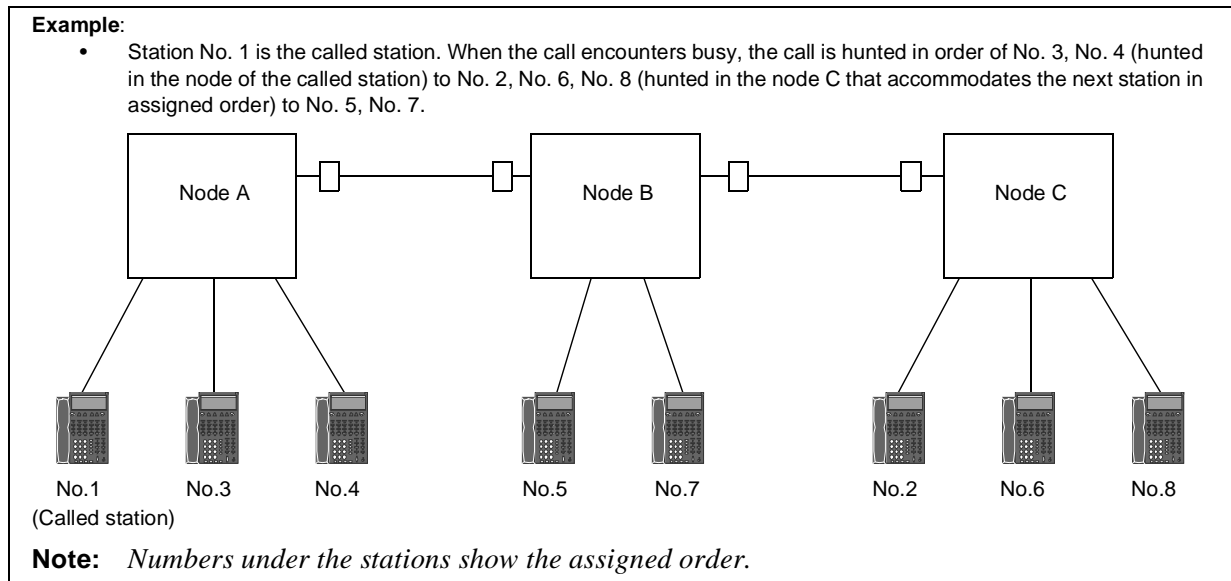 Example:
• Station No. 1 is the called station. When the call encounters busy, the call is hunted in order of No. 3, No. 4 (hunted
in the node of the called station) to No. 2, No. 6, No. 8 (hunted in the node C that accommodates the next station in
assigned order) to No. 5, No. 7.
Node A
Node B
Node C
No.1
No.3
No.4
No.5
No.7
No.2
No.6
No.8
(Called station)
Note: Numbers under the stations show the assigned order.